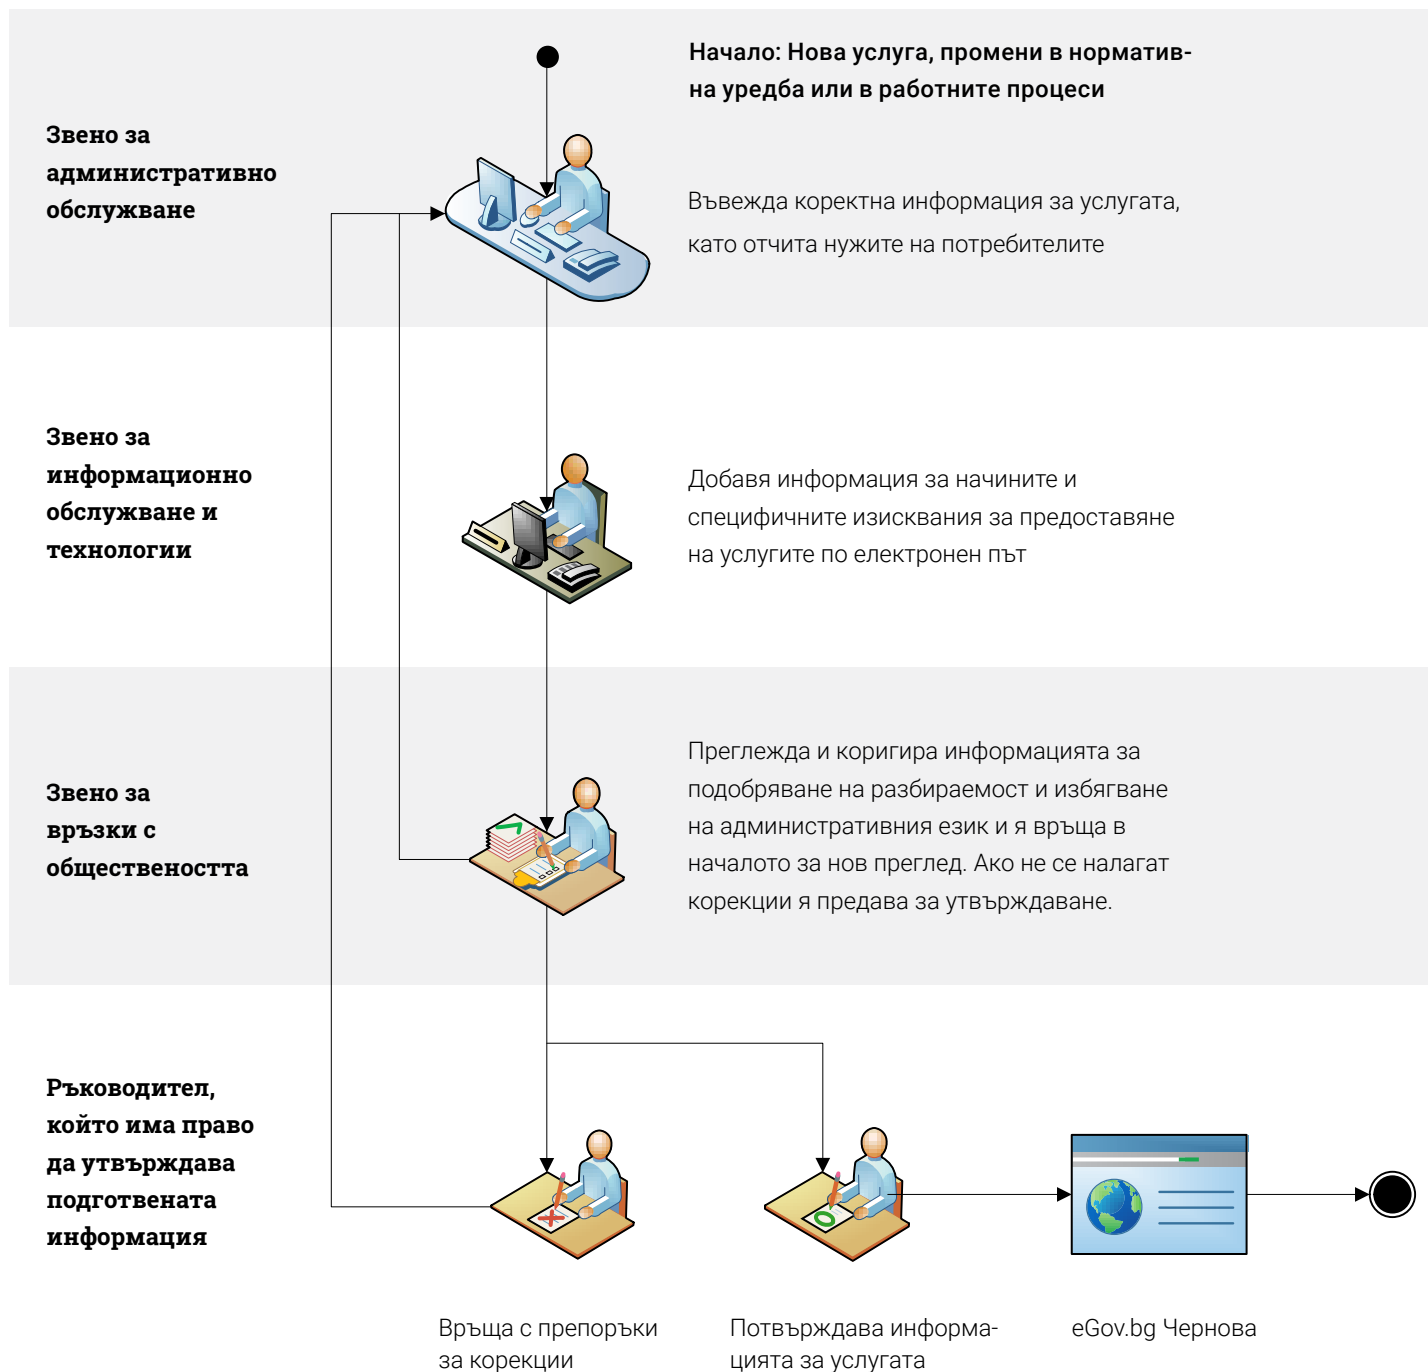 Начало: Нова услуга, промени в норматив-
на уредба или в работните процеси
Звено за
административно
обслужване
Въвежда коректна информация за услугата,
като отчита нужите на потребителите
Звено за
информационно
обслужване и
технологии
Добавя информация за начините и
специфичните изисквания за предоставяне
на услугите по електронен път
Звено за
връзки с
обществеността
Преглежда и коригира информацията за
подобряване на разбираемост и избягване
на административния език и я връща в
началото за нов преглед. Ако не се налагат
корекции я предава за утвърждаване.
Ръководител,
който има право
да утвърждава
подготвената
информация
Връща с препоръки
за корекции
Потвърждава информа-
цията за услугата
eGov.bg Чернова